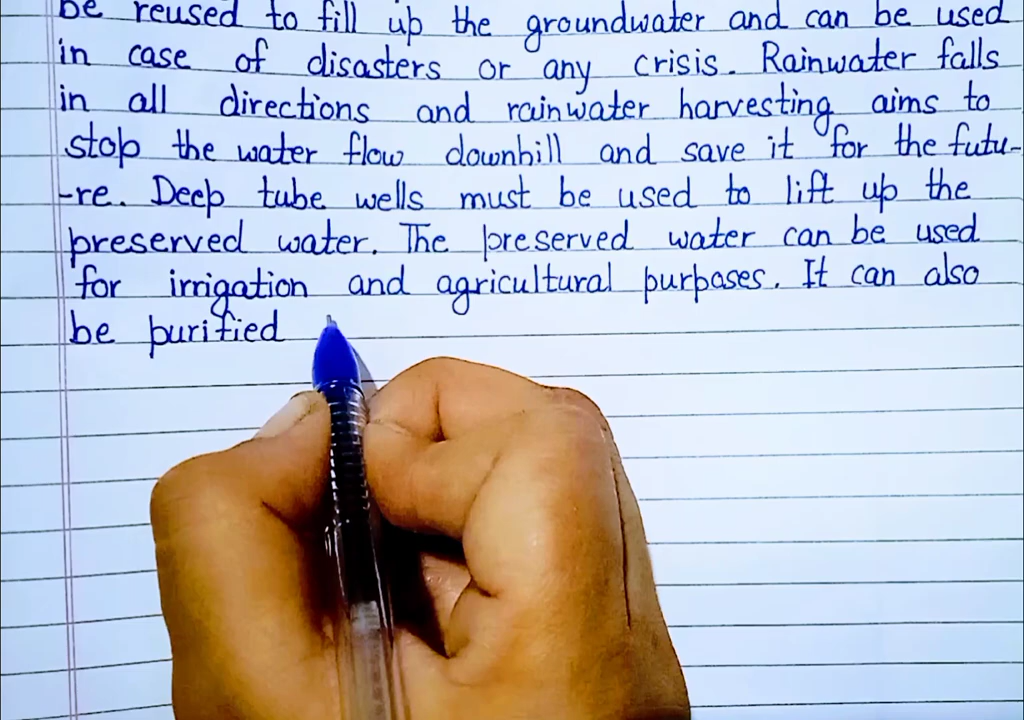 be reused to fill up the groundwater and can be used
in case of disasters or any crisis. Rainwater falls
in all directions and rainwater harvesting aims to
stop the water flow downhill and save it for the futu-
-re. Deep tube wells must be used to lift up the
preserved water. The preserved water can be used
for irrigation and agricultural purposes. It can also
be purified